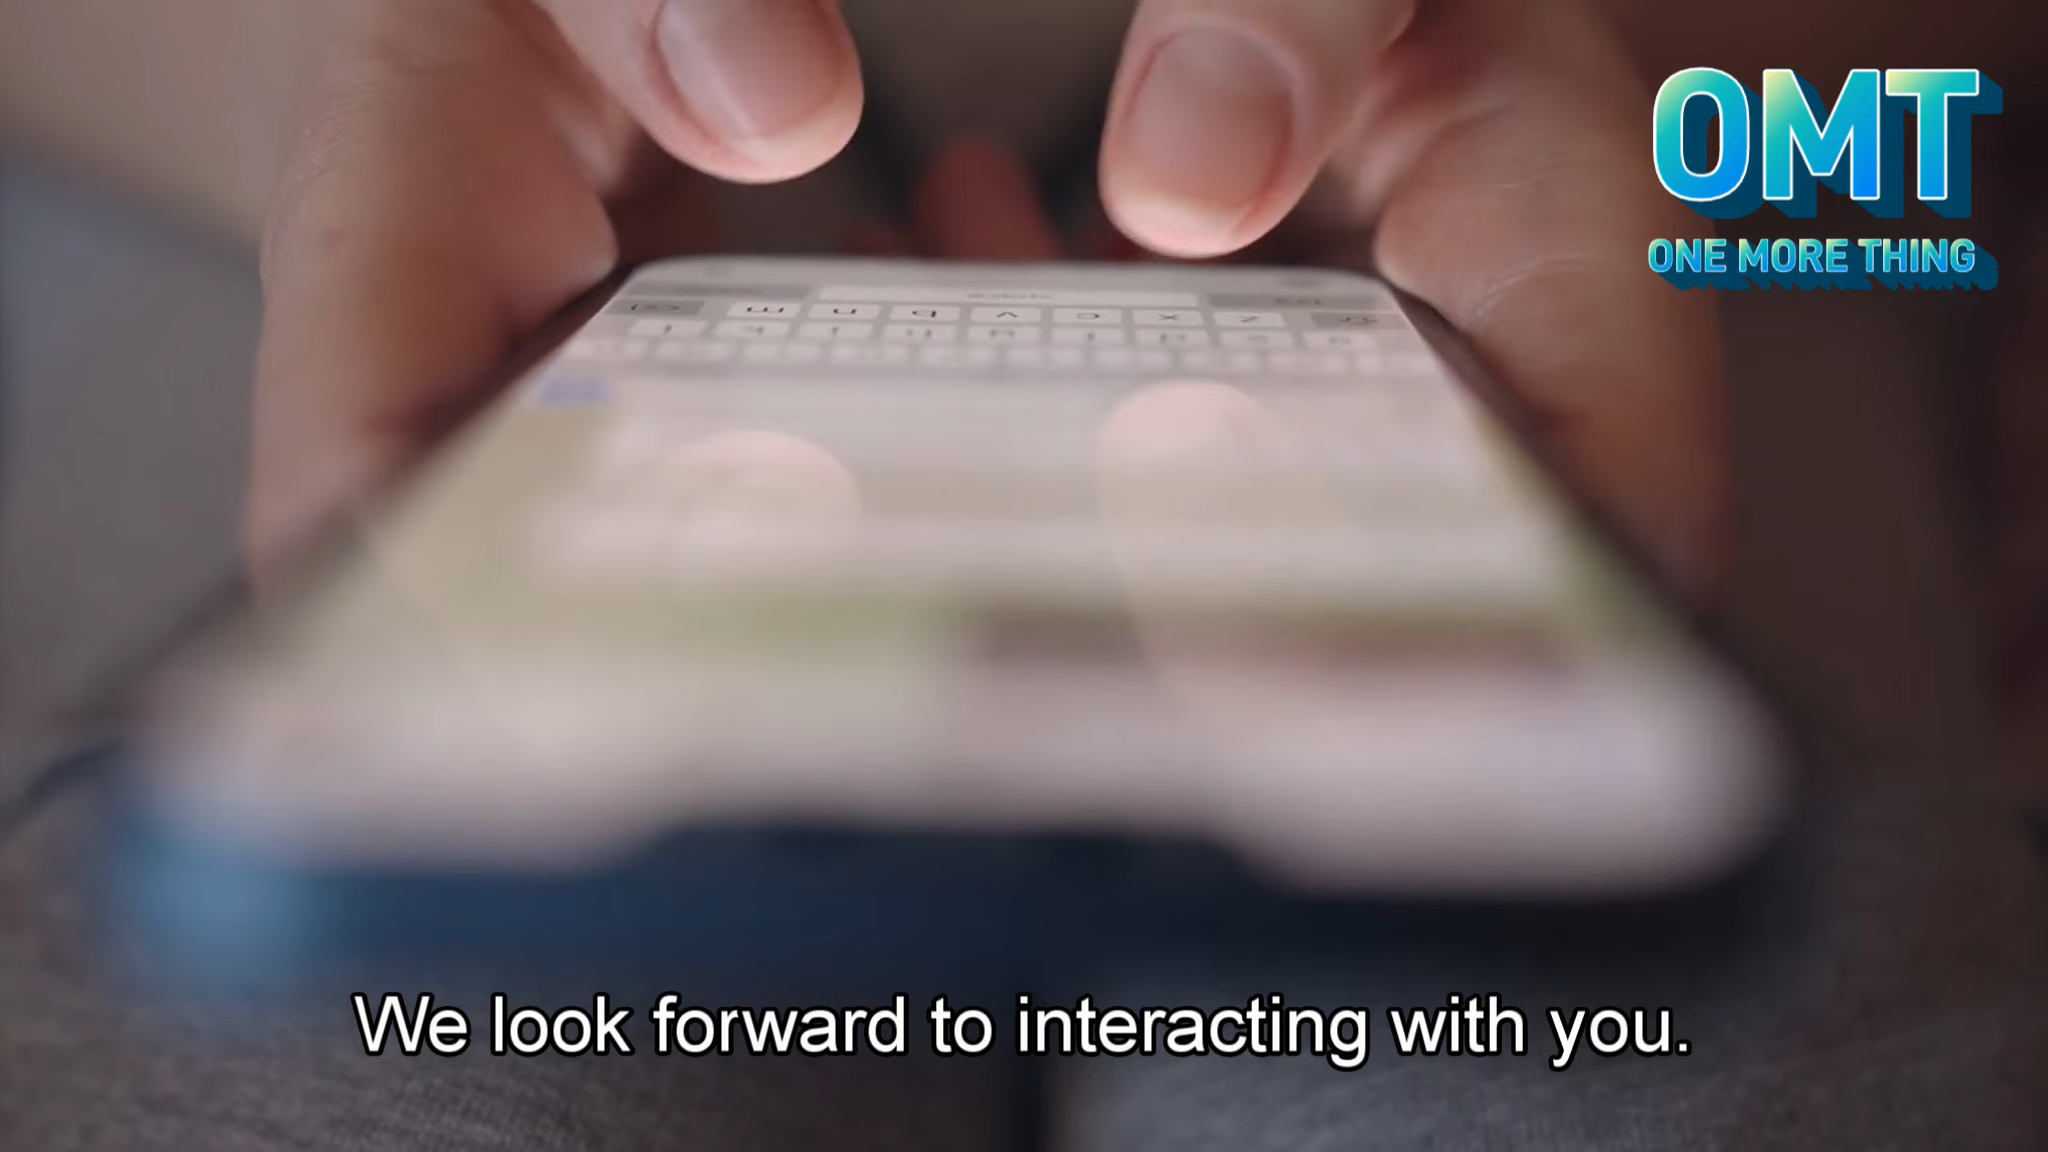 OMT
ONE MORE THING
m n b v c x z
We look forward to interacting with you.